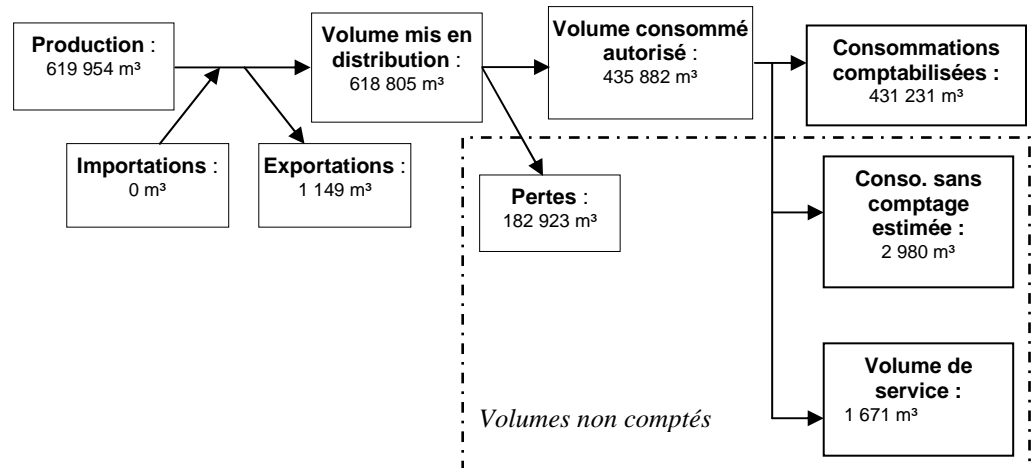 Production :
619 954 m³
Volume mis en
distribution :
618 805 m³
Volume consommé
autorisé :
435 882 m³
Consommations
comptabilisées :
431 231 m³
Importations :
0 m³
Exportations :
1 149 m³
Pertes :
182 923 m³
Conso. sans
comptage
estimée :
2 980 m³
Volume de
service :
1 671 m³
Volumes non comptés